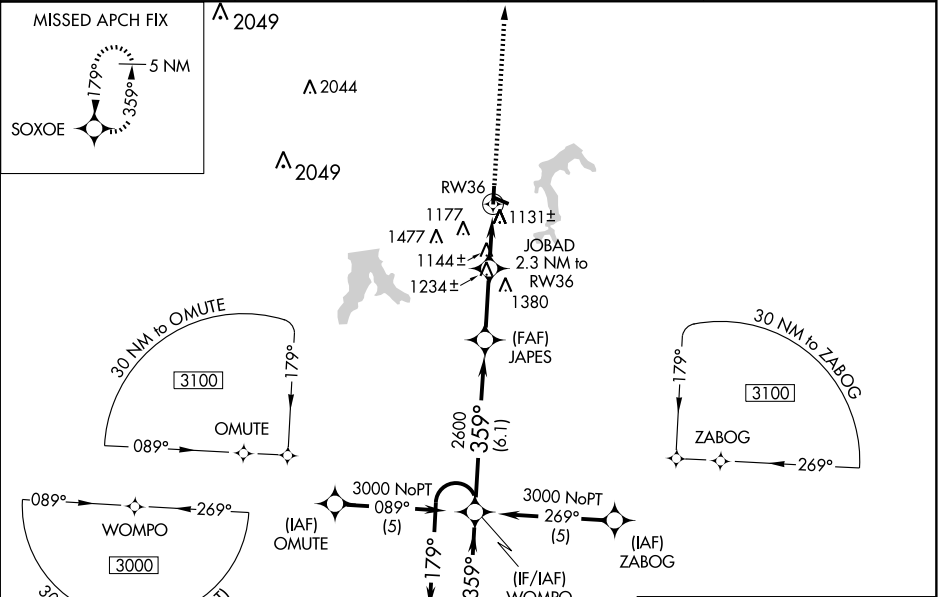 MISSED APCH FIX
5 NM
179°
359°
SOXOE
2049
2044
2049
RW36
1177
1131±
1477
1144±
1234±
JOBAD
2.3 NM to
RW36
1380
(FAF)
JAPES
30 NM to OMUTE
3100
179°
OMUTE
089°
30 NM to ZABOG
3100
179°
ZABOG
269°
2600
359°
(6.1)
089°
269°
WOMPO
3000
3000 NoPT
089°
(5)
(IAF)
OMUTE
3000 NoPT
269°
(5)
(IAF)
ZABOG
179°
359°
(IF/IAF)
WOMPO